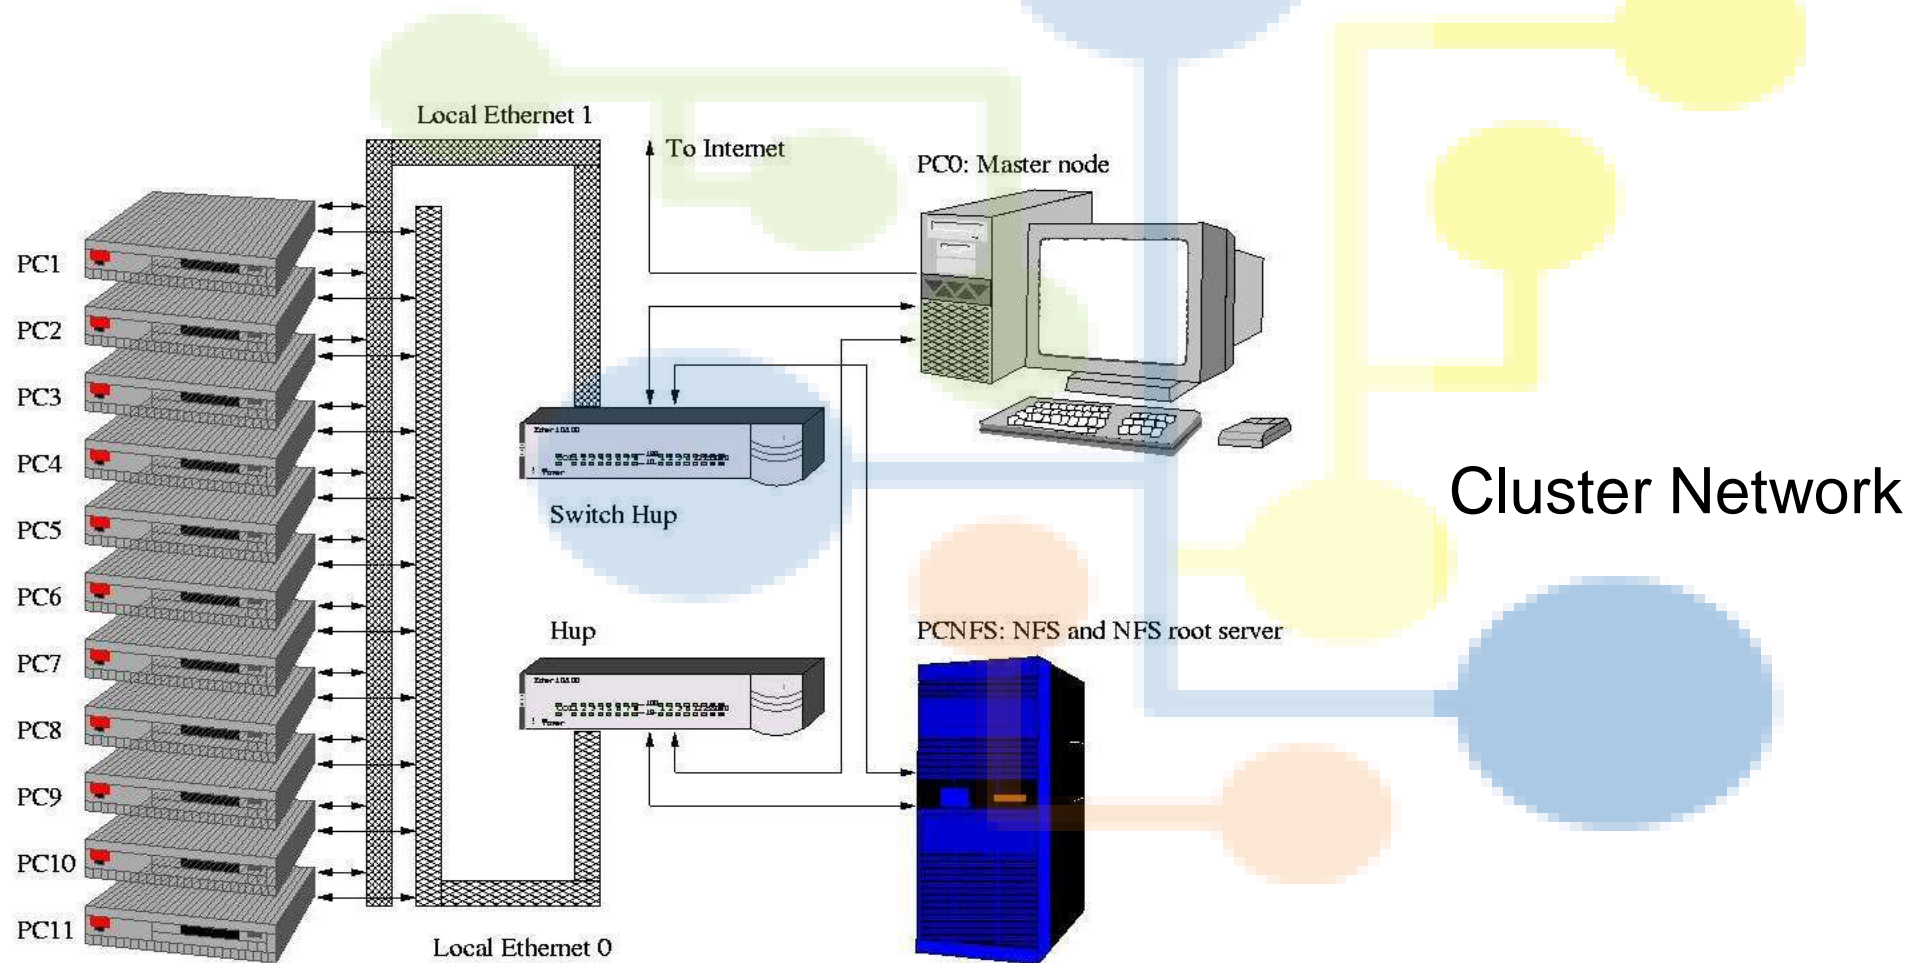 Local Ethernet 1
To Internet
PC0: Master node
PC1
PC2
PC3
PC4
PC5
PC6
PC7
PC8
PC9
PC10
PC11
Switch Hup
Hup
PCNFS: NFS and NFS root server
Local Ethernet 0
Cluster Network